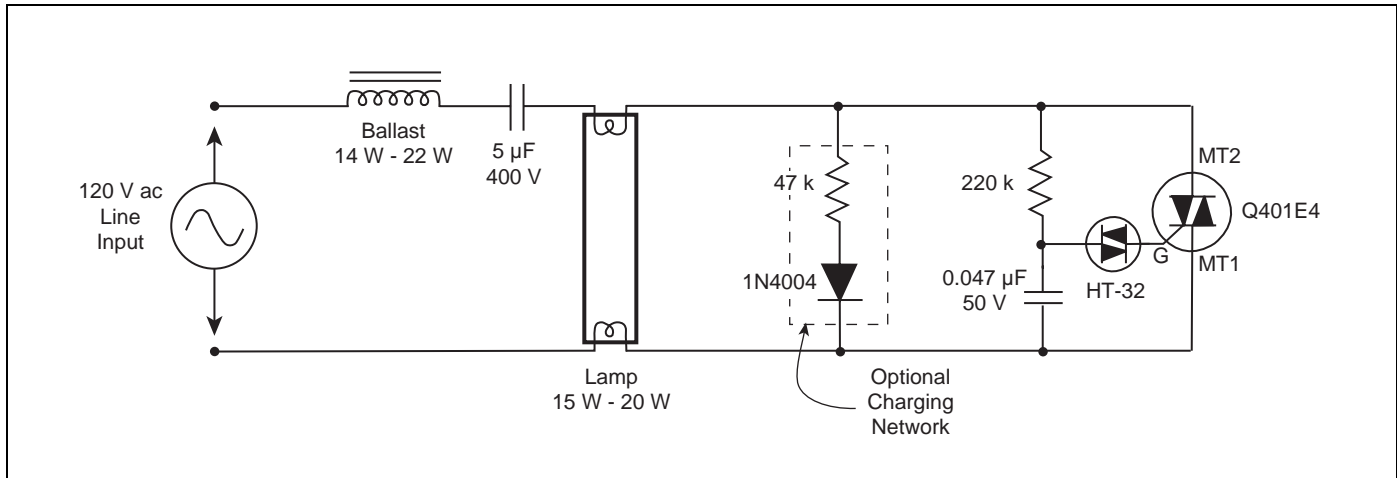 120 V ac
Line
Input
Ballast
14 W - 22 W
5 µF
400 V
Lamp
15 W - 20 W
47 k
1N4004
Optional
Charging
Network
220 k
0.047 µF
50 V
HT-32
G
MT2
Q401E4
MT1